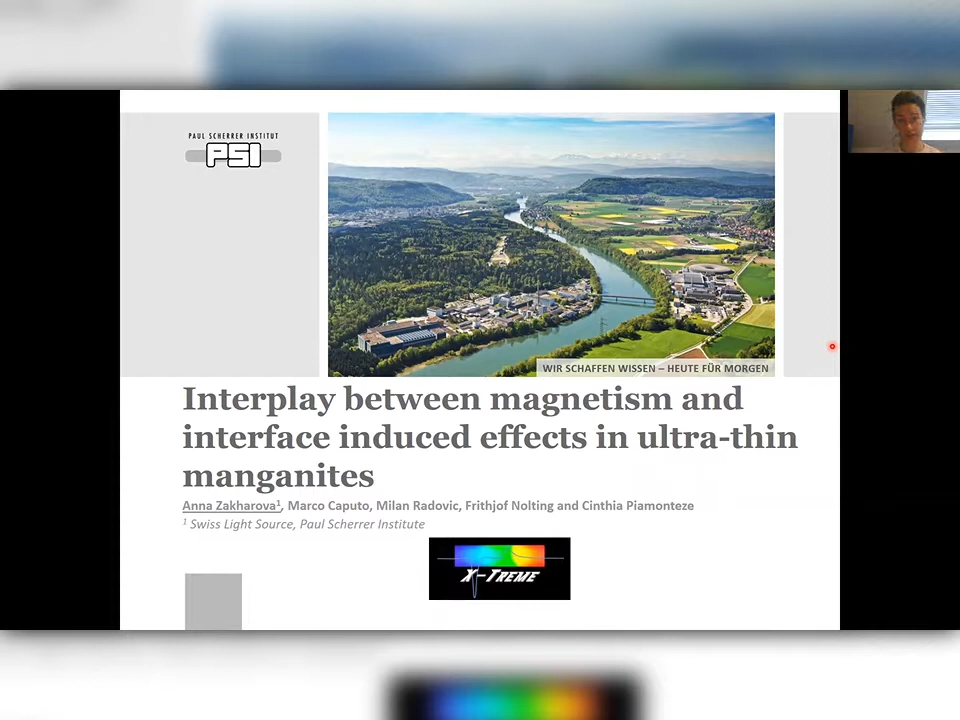 PAUL SCHERRER INSTITUT
PSI
WIR SCHAFFEN WISSEN – HEUTE FÜR MORGEN
Interplay between magnetism and
interface induced effects in ultra-thin
manganites
Anna Zakharova¹, Marco Caputo, Milan Radovic, Frithjof Nolting and Cinthia Piamonteze
¹ Swiss Light Source, Paul Scherrer Institute
X-TREME